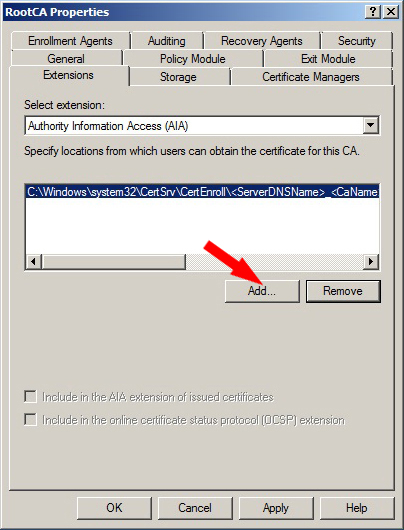 RootCA Properties
Enrollment Agents Auditing Recovery Agents Security
General Policy Module Exit Module
Extensions Storage Certificate Managers
Select extension:
Authority Information Access (AIA)
Specify locations from which users can obtain the certificate for this CA.
C:\Windows\system32\CertSrv\CertEnroll\<ServerDNSName>_<CaName
Add... Remove
Include in the AIA extension of issued certificates
Include in the online certificate status protocol (OCSP) extension
OK Cancel Apply Help